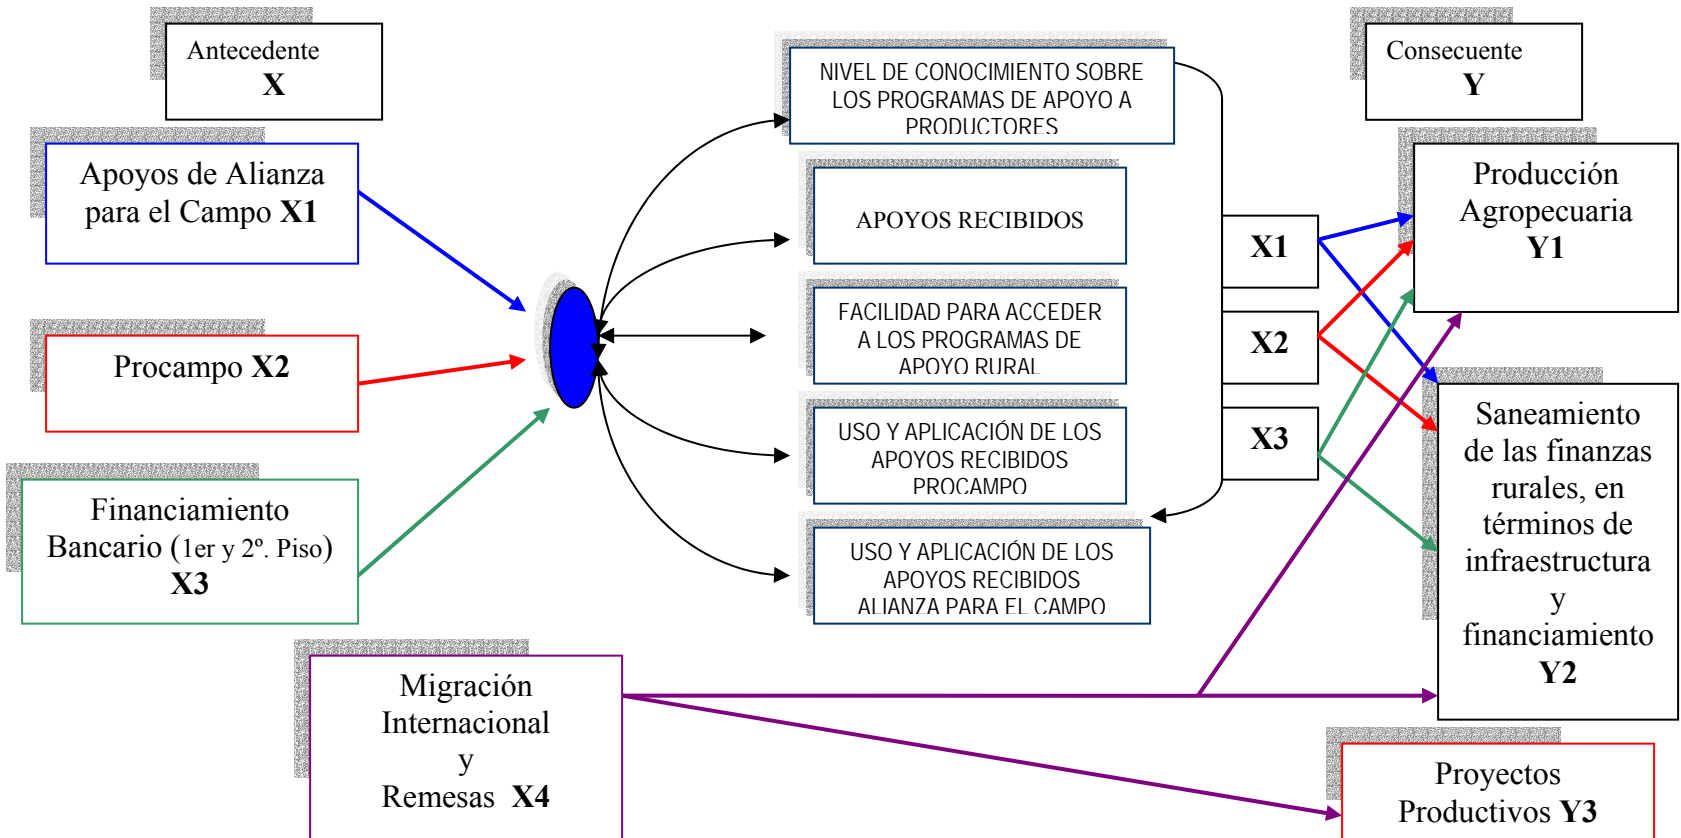 Antecedente
X
Apoyos de Alianza
para el Campo X1
Procampo X2
Financiamiento
Bancario (1er y 2º. Piso)
X3
Migración
Internacional
y
Remesas X4
NIVEL DE CONOCIMIENTO SOBRE
LOS PROGRAMAS DE APOYO A
PRODUCTORES
APOYOS RECIBIDOS
FACILIDAD PARA ACCEDER
A LOS PROGRAMAS DE
APOYO RURAL
USO Y APLICACIÓN DE LOS
APOYOS RECIBIDOS
PROCAMPO
USO Y APLICACIÓN DE LOS
APOYOS RECIBIDOS
ALIANZA PARA EL CAMPO
X1
X2
X3
Consecuente
Y
Producción
Agropecuaria
Y1
Saneamiento
de las finanzas
rurales, en
términos de
infraestructura
y
financiamiento
Y2
Proyectos
Productivos Y3